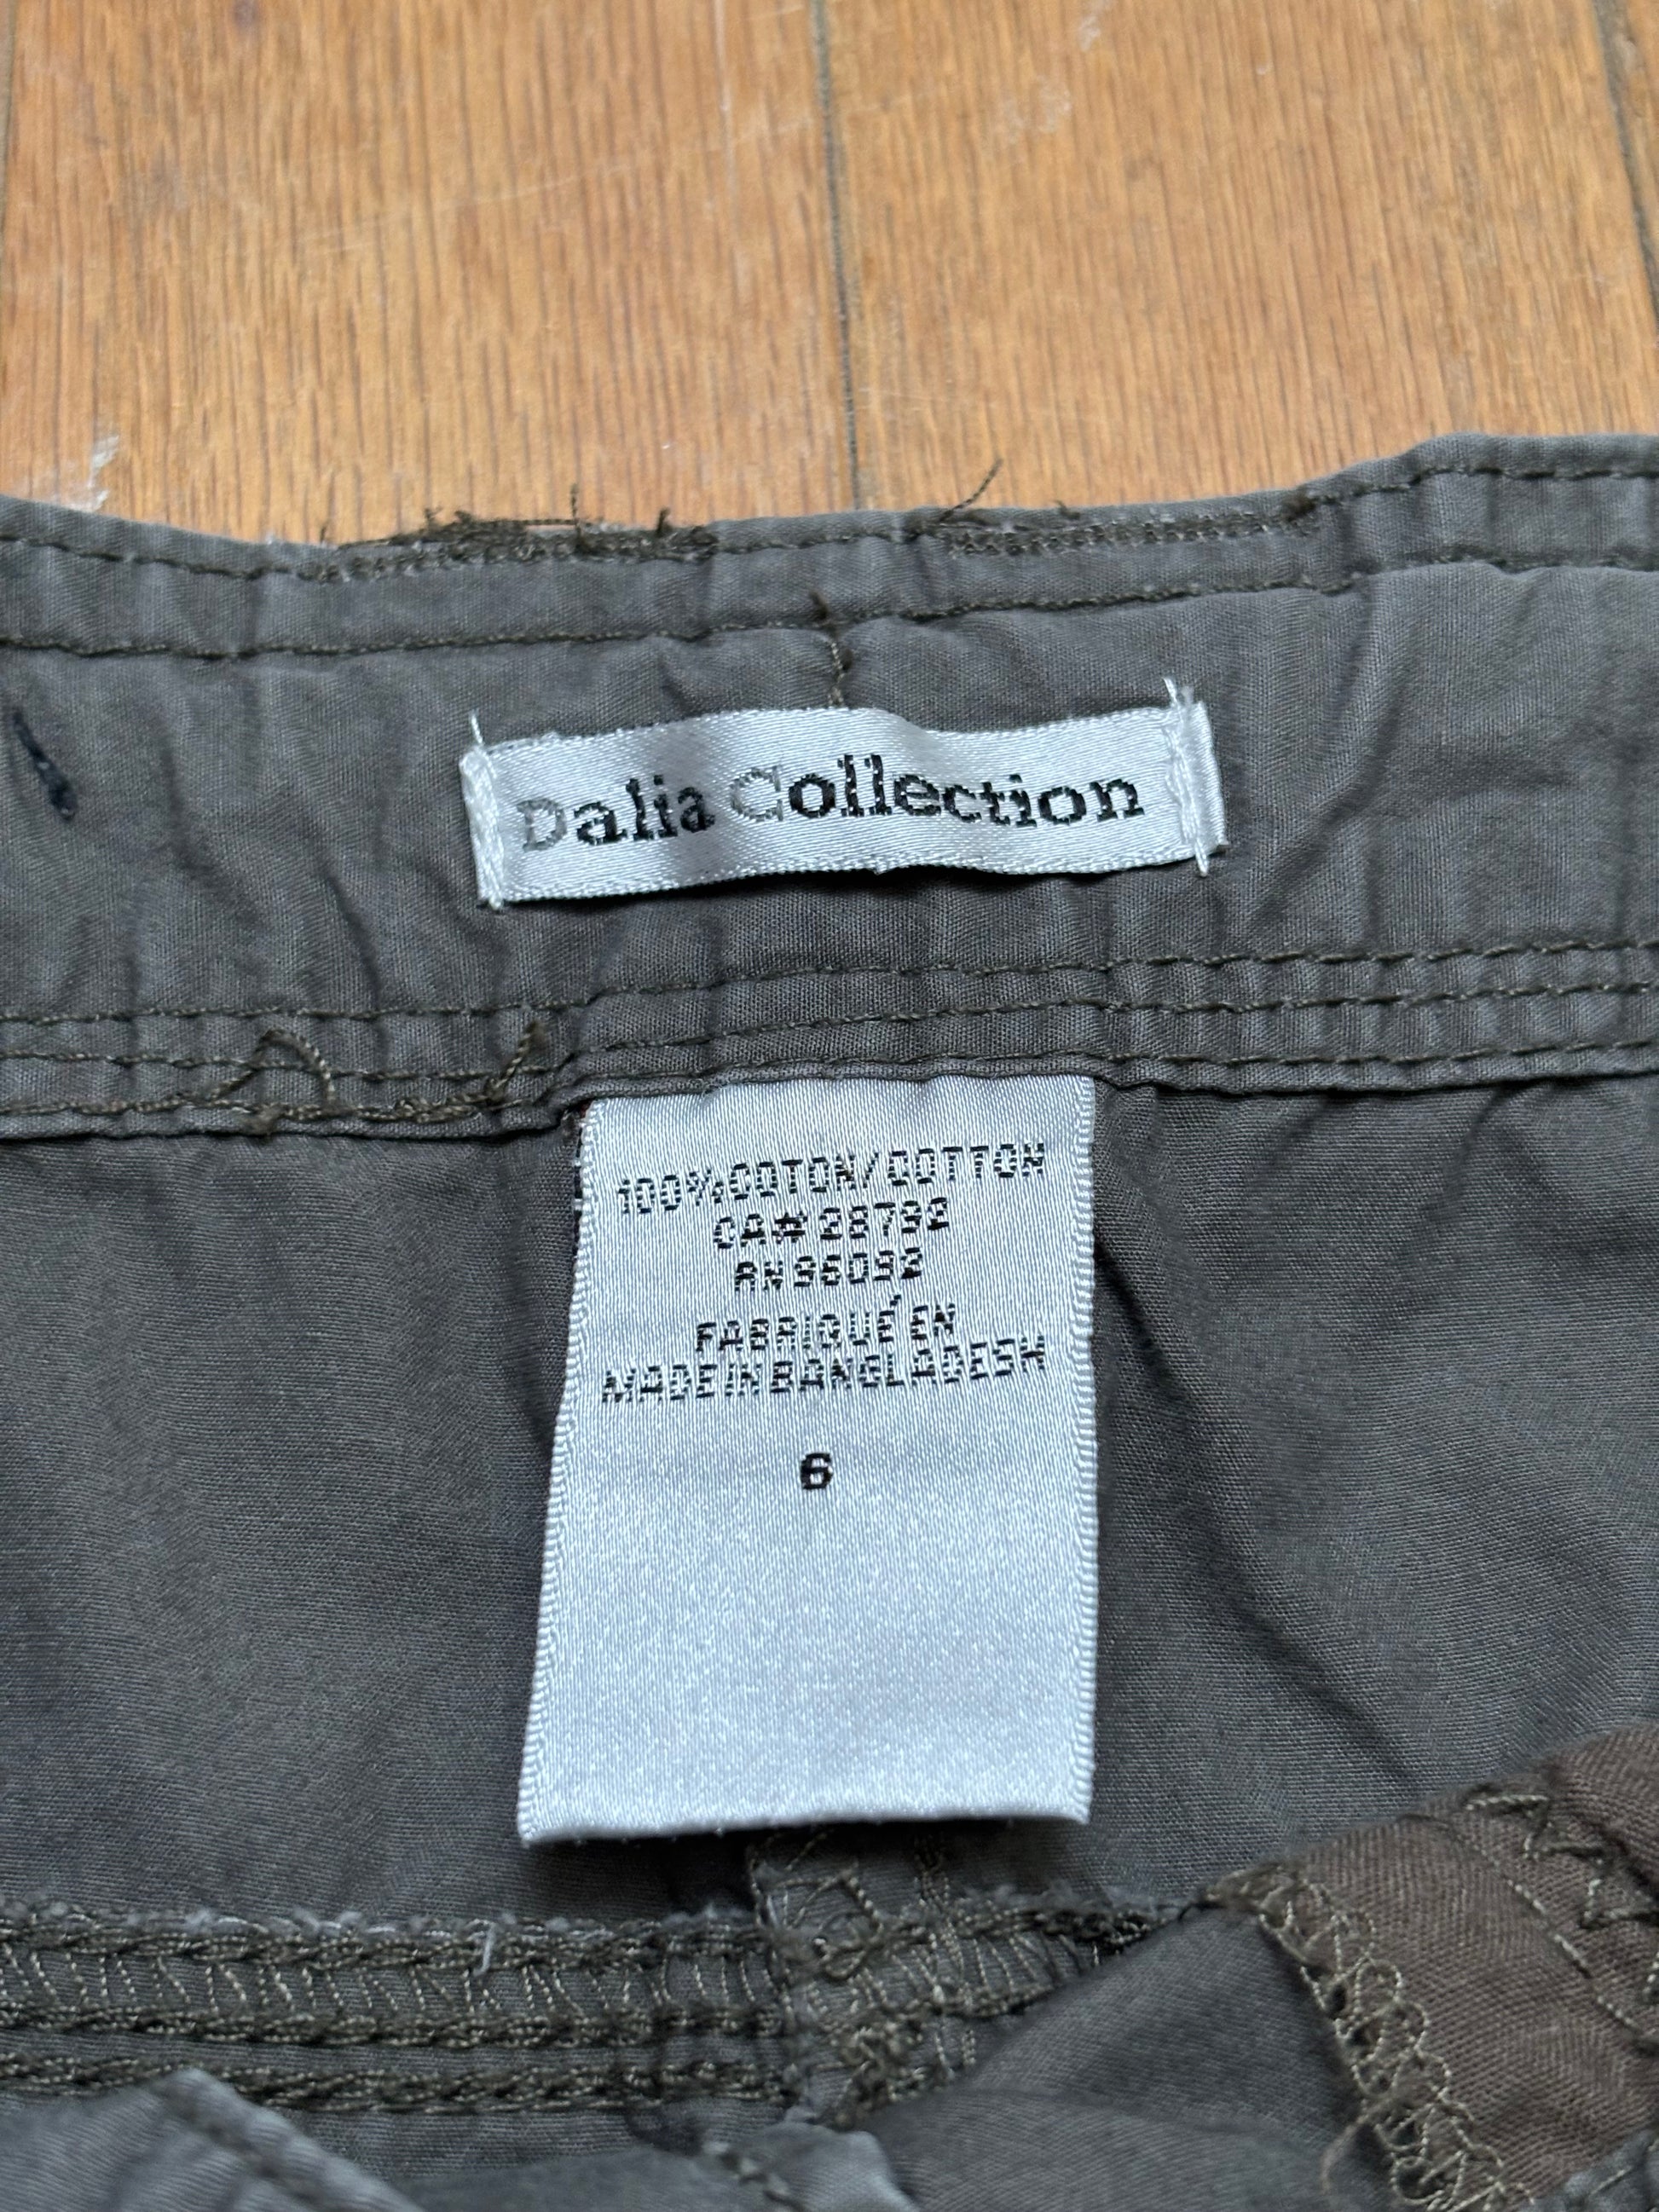 Dalia Collection
100% COTON/COTTON
CA# 28792
RN 96092
FABRIQUÉ EN
MADE IN BANGLADESH
6